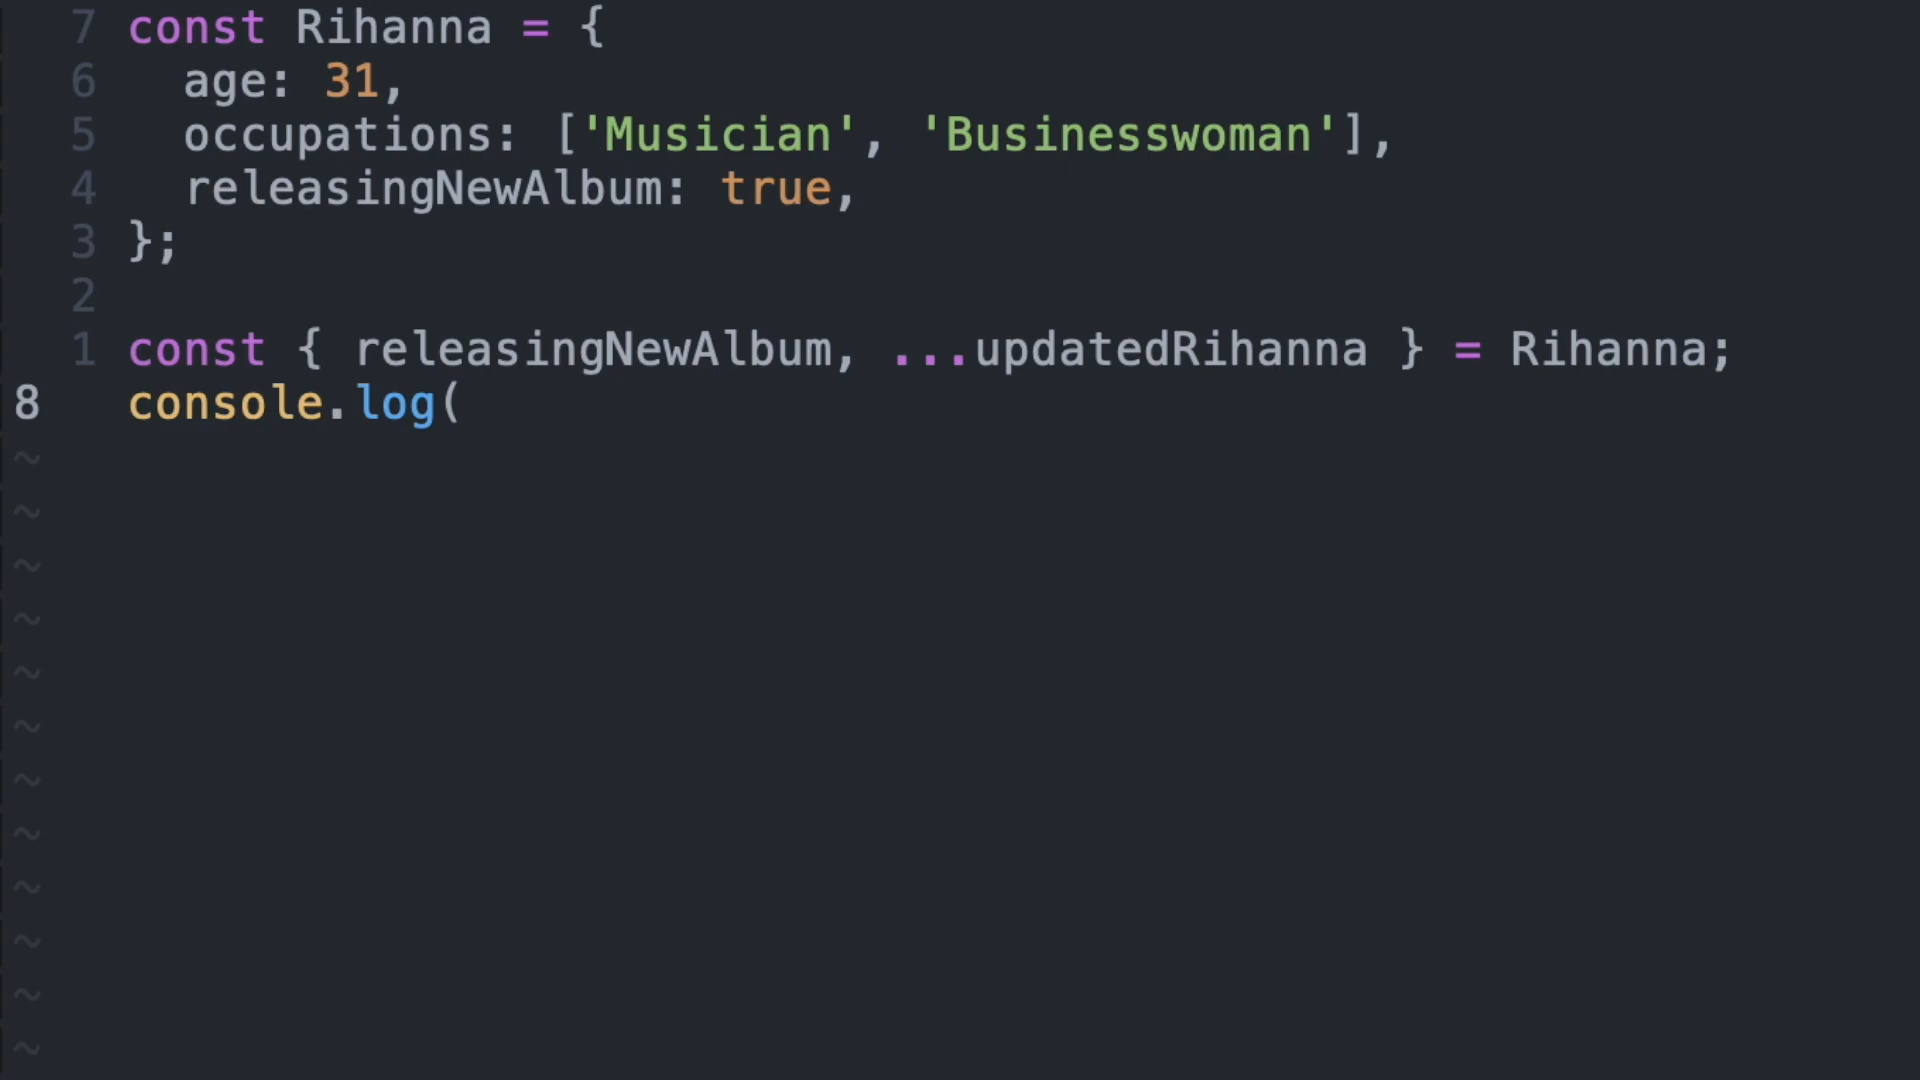 7 const Rihanna = {
6   age: 31,
5   occupations: ['Musician', 'Businesswoman'],
4   releasingNewAlbum: true,
3 };
2
1 const { releasingNewAlbum, ...updatedRihanna } = Rihanna;
8   console.log(
~
~
~
~
~
~
~
~
~
~
~
~